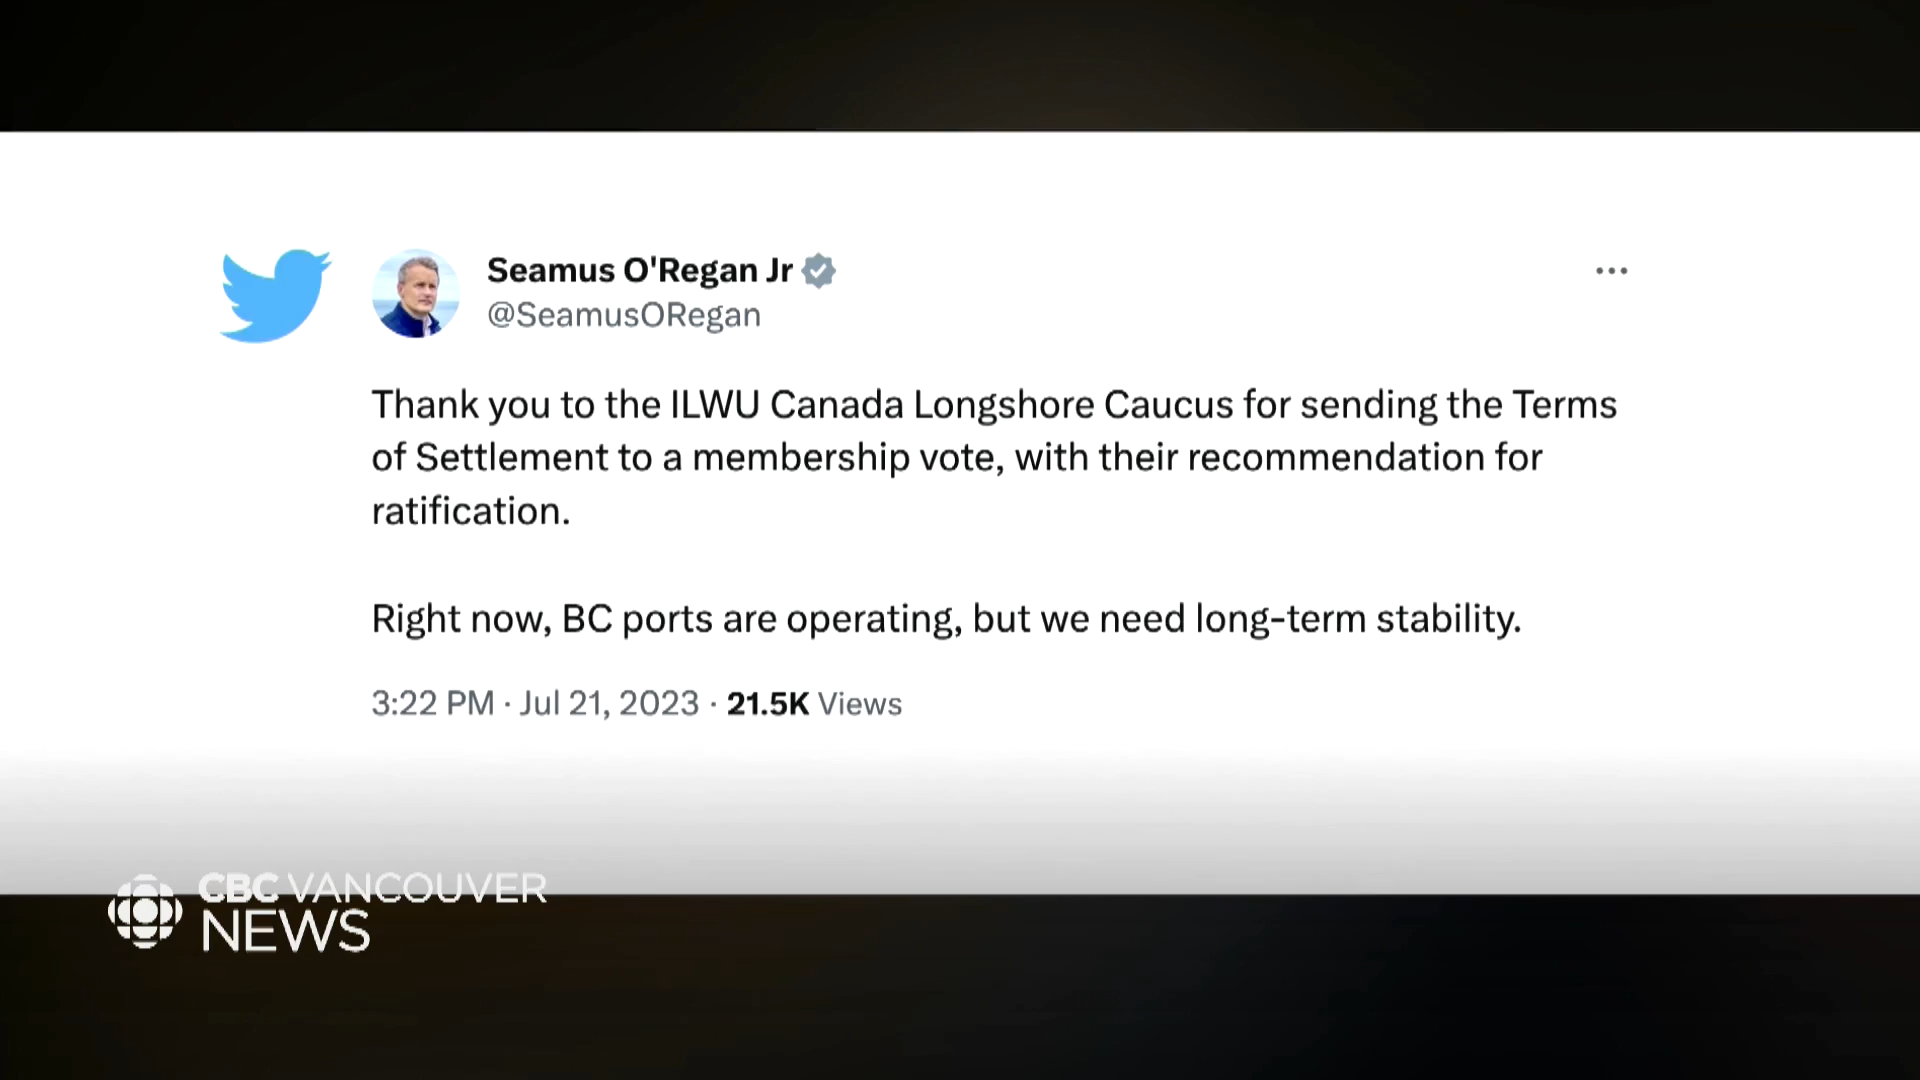 Seamus O'Regan Jr
@SeamusORegan
Thank you to the ILWU Canada Longshore Caucus for sending the Terms
of Settlement to a membership vote, with their recommendation for
ratification.
Right now, BC ports are operating, but we need long-term stability.
3:22 PM · Jul 21, 2023 · 21.5K Views
CBC VANCOUVER
NEWS